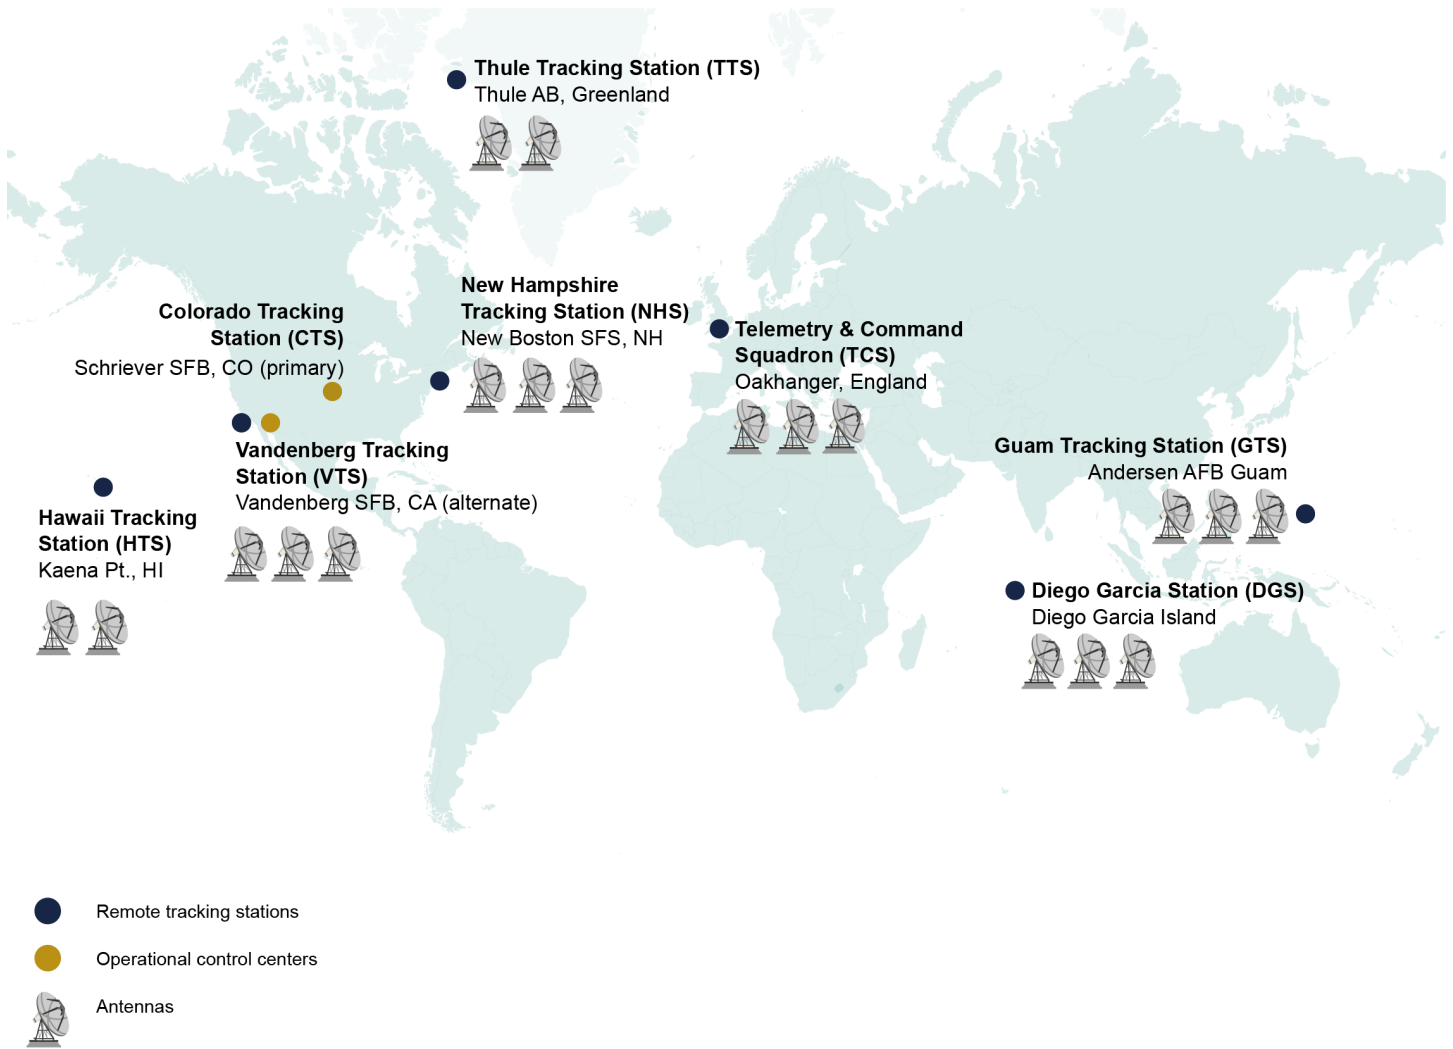 Thule Tracking Station (TTS)
Thule AB, Greenland
New Hampshire
Tracking Station (NHS)
New Boston SFS, NH
Colorado Tracking
Station (CTS)
Schriever SFB, CO (primary)
Telemetry & Command
Squadron (TCS)
Oakhanger, England
Vandenberg Tracking
Station (VTS)
Vandenberg SFB, CA (alternate)
Guam Tracking Station (GTS)
Andersen AFB Guam
Hawaii Tracking
Station (HTS)
Kaena Pt., HI
Diego Garcia Station (DGS)
Diego Garcia Island
Remote tracking stations
Operational control centers
Antennas